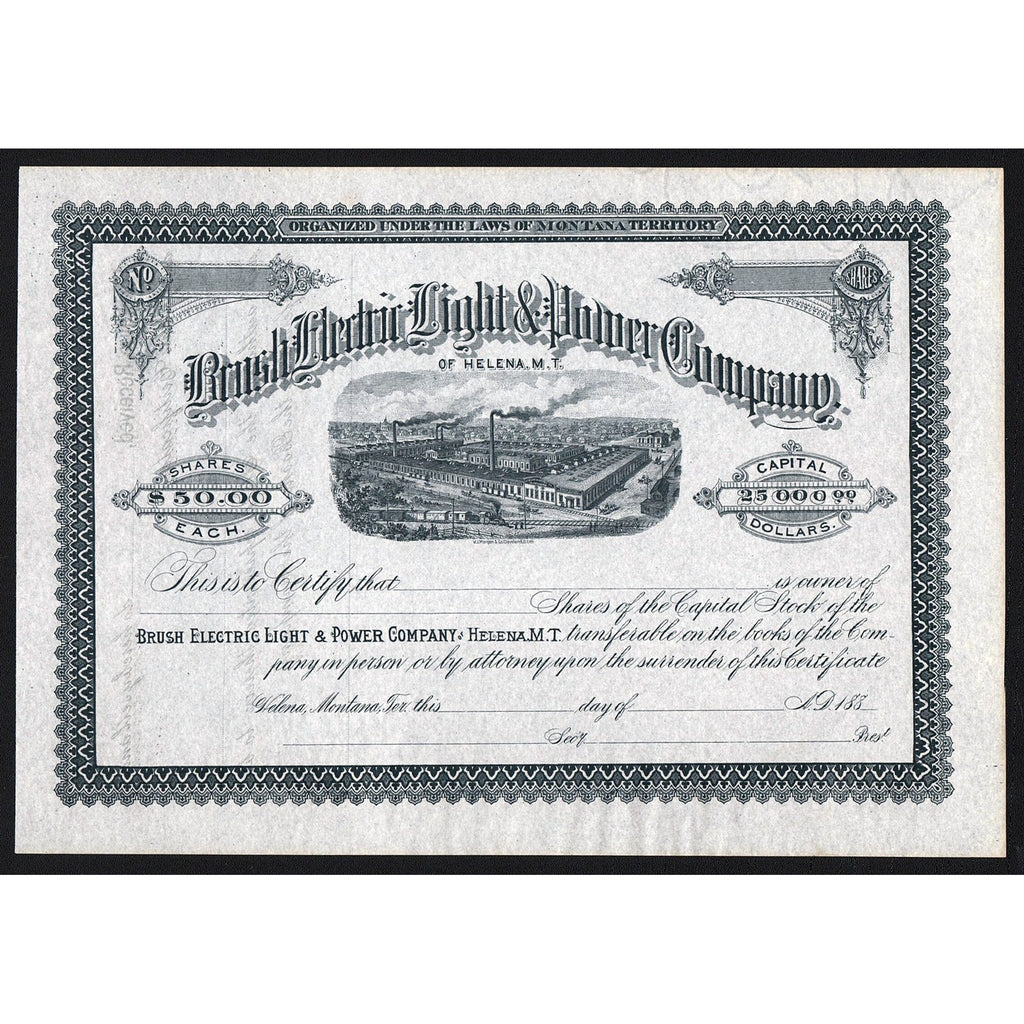 ORGANIZED UNDER THE LAWS OF MONTANA TERRITORY
No.
SHARES
Brush Electric Light & Power Company,
OF HELENA, M.T.
SHARES
$50.00
EACH.
CAPITAL
25000 00
DOLLARS.
This is to Certify that is owner of
Shares of the Capital Stock of the
BRUSH ELECTRIC LIGHT & POWER COMPANY, HELENA, M.T. transferable on the books of the Com-
pany in person or by attorney upon the surrender of this Certificate
Helena, Montana, Ter. this day of A.D. 188
Secy. Prest
Received